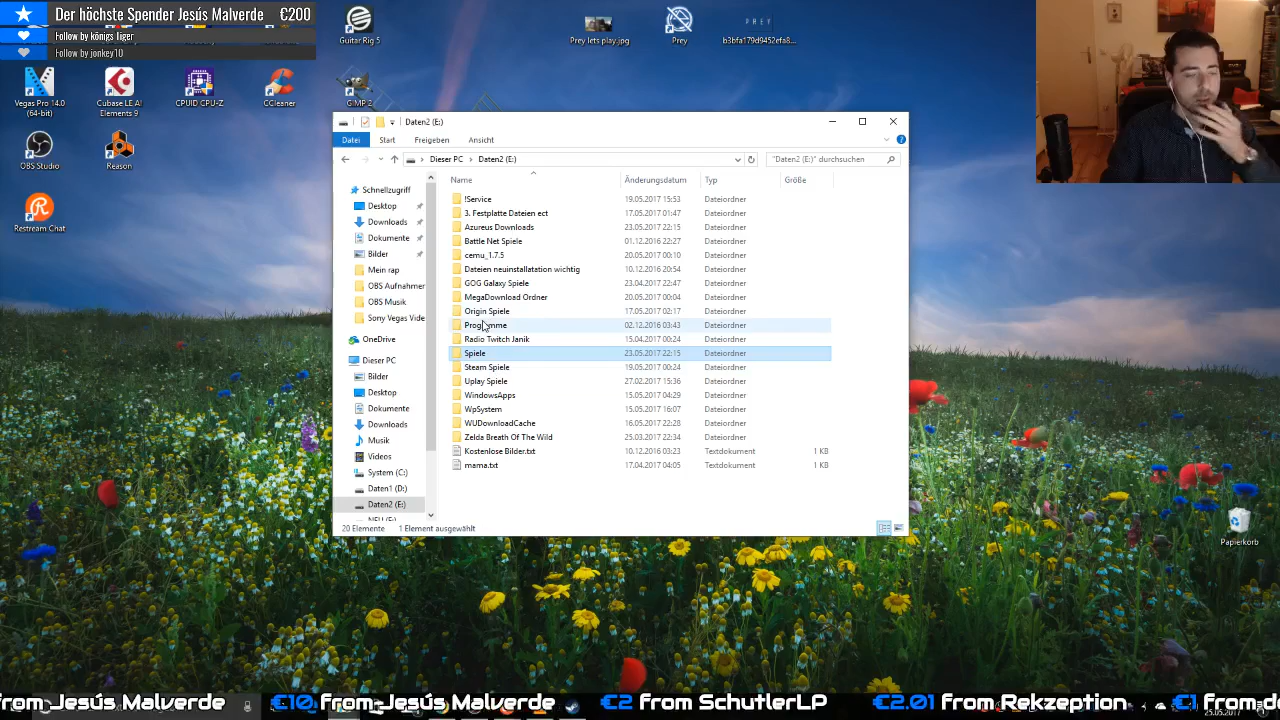 Der höchste Spender Jesús Malverde €200
Follow by königs tiger
Follow by jonkey10
Guitar Rig 5
Prey lets play.jpg
Prey
PREY
b3bfa179d9452efa8...
Vegas Pro 14.0 (64-bit)
Cubase LE AI Elements 9
CPUID CPU-Z
CCleaner
GIMP 2
OBS Studio
Reason
Restream Chat
Daten2 (E:)
Datei Start Freigeben Ansicht
Dieser PC Daten2 (E:)
"Daten2 (E:)" durchsuchen
Name Änderungsdatum Typ Größe
Schnellzugriff
Desktop
Downloads
Dokumente
Bilder
Mein rap
OBS Aufnahmen
OBS Musik
Sony Vegas Vide
OneDrive
Dieser PC
Bilder
Desktop
Dokumente
Downloads
Musik
Videos
System (C:)
Daten1 (D:)
Daten2 (E:)
!Service 19.05.2017 15:53 Dateiordner
3. Festplatte Dateien ect 17.05.2017 01:47 Dateiordner
Azureus Downloads 23.05.2017 22:15 Dateiordner
Battle Net Spiele 01.12.2016 22:27 Dateiordner
cemu_1.7.5 20.05.2017 00:10 Dateiordner
Dateien neuinstallatation wichtig 10.12.2016 20:54 Dateiordner
GOG Galaxy Spiele 23.04.2017 22:47 Dateiordner
MegaDownload Ordner 20.05.2017 00:04 Dateiordner
Origin Spiele 17.05.2017 02:17 Dateiordner
Programme 02.12.2016 03:43 Dateiordner
Radio Twitch Janik 15.04.2017 00:24 Dateiordner
Spiele 23.05.2017 22:15 Dateiordner
Steam Spiele 19.05.2017 00:24 Dateiordner
Uplay Spiele 27.02.2017 15:36 Dateiordner
WindowsApps 15.05.2017 04:29 Dateiordner
WpSystem 15.05.2017 16:07 Dateiordner
WUDownloadCache 16.05.2017 22:28 Dateiordner
Zelda Breath Of The Wild 25.03.2017 22:34 Dateiordner
Kostenlose Bilder.txt 10.12.2016 03:23 Textdokument 1 KB
mama.txt 17.04.2017 04:05 Textdokument 1 KB
20 Elemente 1 Element ausgewählt
Papierkorb
from Jesús Malverde €10 from Jesús Malverde €2 from SchutlerLP €2.01 from Rekzeption €1 from
25.05.2017